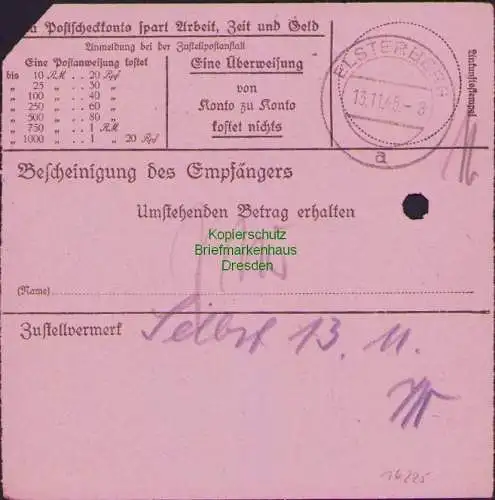 Postscheckkonto spart Arbeit, Zeit und Geld
Anmeldung bei der Zustellpostanstalt
Eine Postanweisung kostet
bis 10 RM . . 20 Rpf
„ 25 „ . . 30 „
„ 100 „ . . 40 „
„ 250 „ . . 60 „
„ 500 „ . . 80 „
„ 750 „ . . 1 RM
„ 1000 „ . . 1 „ 20 Rpf
Eine Überweisung
von
Konto zu Konto
kostet nichts
ELSTERBERG
13.11.45.- 8
a
Ankunftsstempel
Bescheinigung des Empfängers
Umstehenden Betrag erhalten
Kopierschutz
Briefmarkenhaus
Dresden
(Name)
Zustellvermerk
Selbst 13. 11.
16225